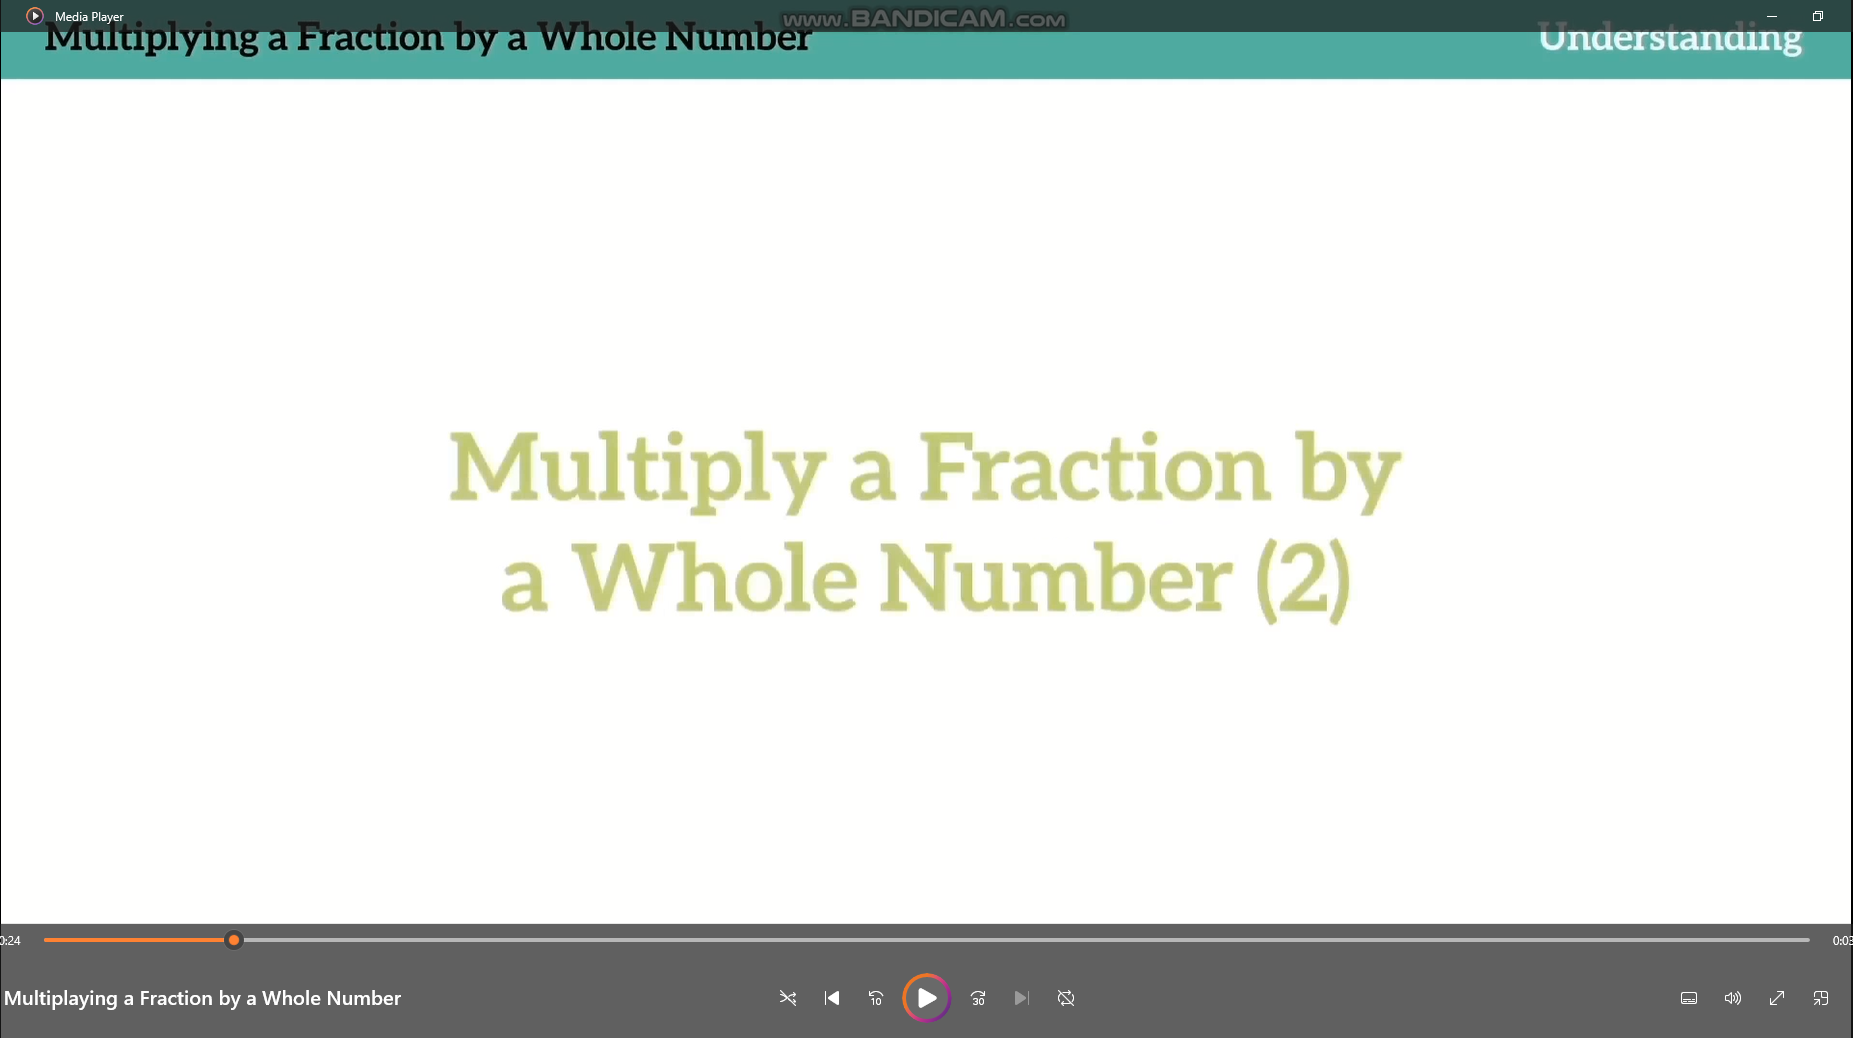 Media Player
www.BANDICAM.com
Multiplying a Fraction by a Whole Number
Understanding
Multiply a Fraction by
a Whole Number (2)
0:24
0:03
Multiplaying a Fraction by a Whole Number
10
30